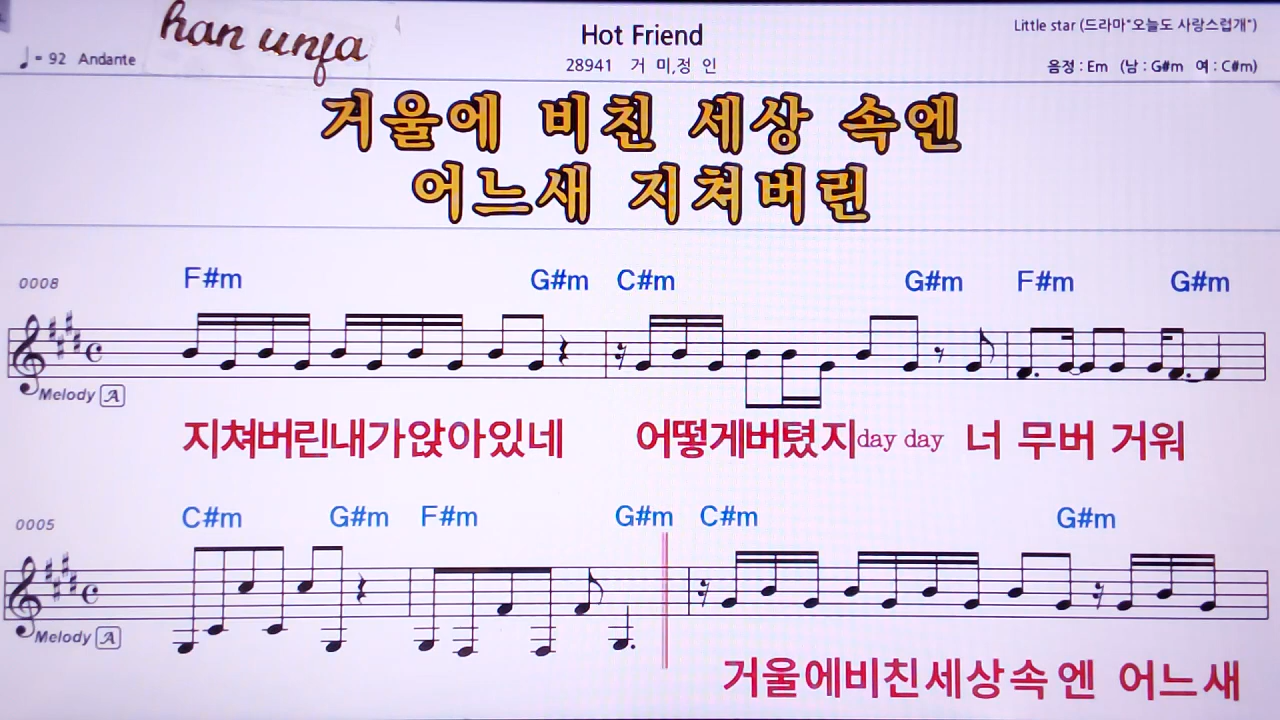 han unja
Hot Friend
Little star (드라마"오늘도 사랑스럽개")
♩= 92 Andante
28941 거 미,정 인
음정 : Em (남 : G#m 여 : C#m)
거울에 비친 세상 속엔
어느새 지쳐버린
0008
F#m G#m C#m G#m F#m G#m
Melody A
지쳐버린내가앉아있네 어떻게버텼지day day 너 무버 거워
0005
C#m G#m F#m G#m C#m G#m
Melody A
거울에비친세상속엔 어느새